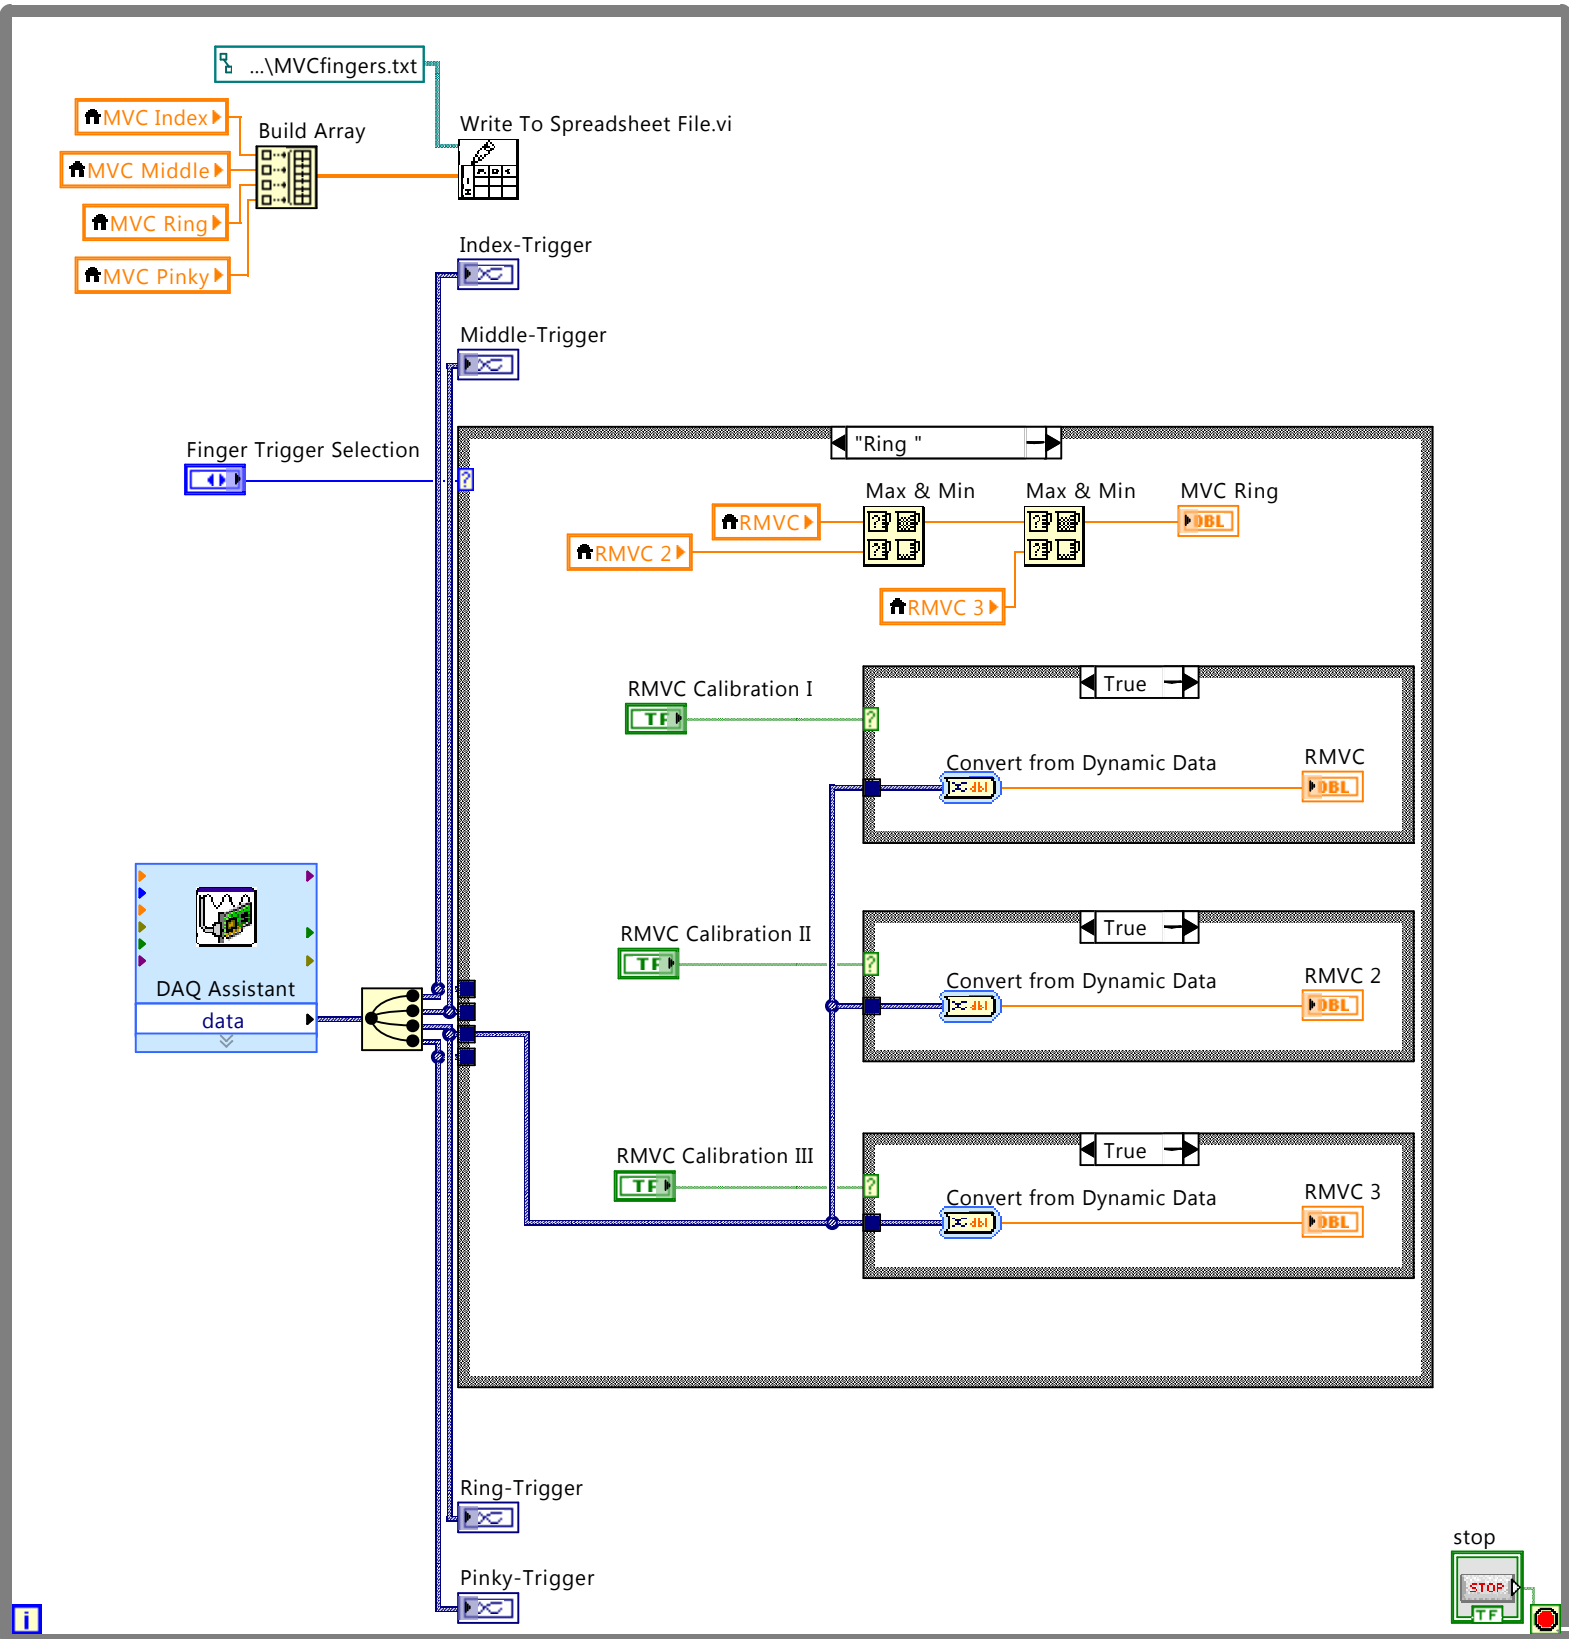 ...\MVCfingers.txt
MVC Index
Build Array
Write To Spreadsheet File.vi
MVC Middle
MVC Ring
MVC Pinky
Index-Trigger
Middle-Trigger
Finger Trigger Selection
"Ring "
?
Max & Min
Max & Min
MVC Ring
RMVC
DBL
RMVC 2
RMVC 3
RMVC Calibration I
True
TF
?
Convert from Dynamic Data
RMVC
dbl
DBL
DAQ Assistant
data
RMVC Calibration II
True
TF
?
Convert from Dynamic Data
RMVC 2
dbl
DBL
RMVC Calibration III
True
TF
?
Convert from Dynamic Data
RMVC 3
dbl
DBL
Ring-Trigger
Pinky-Trigger
stop
STOP
TF
i